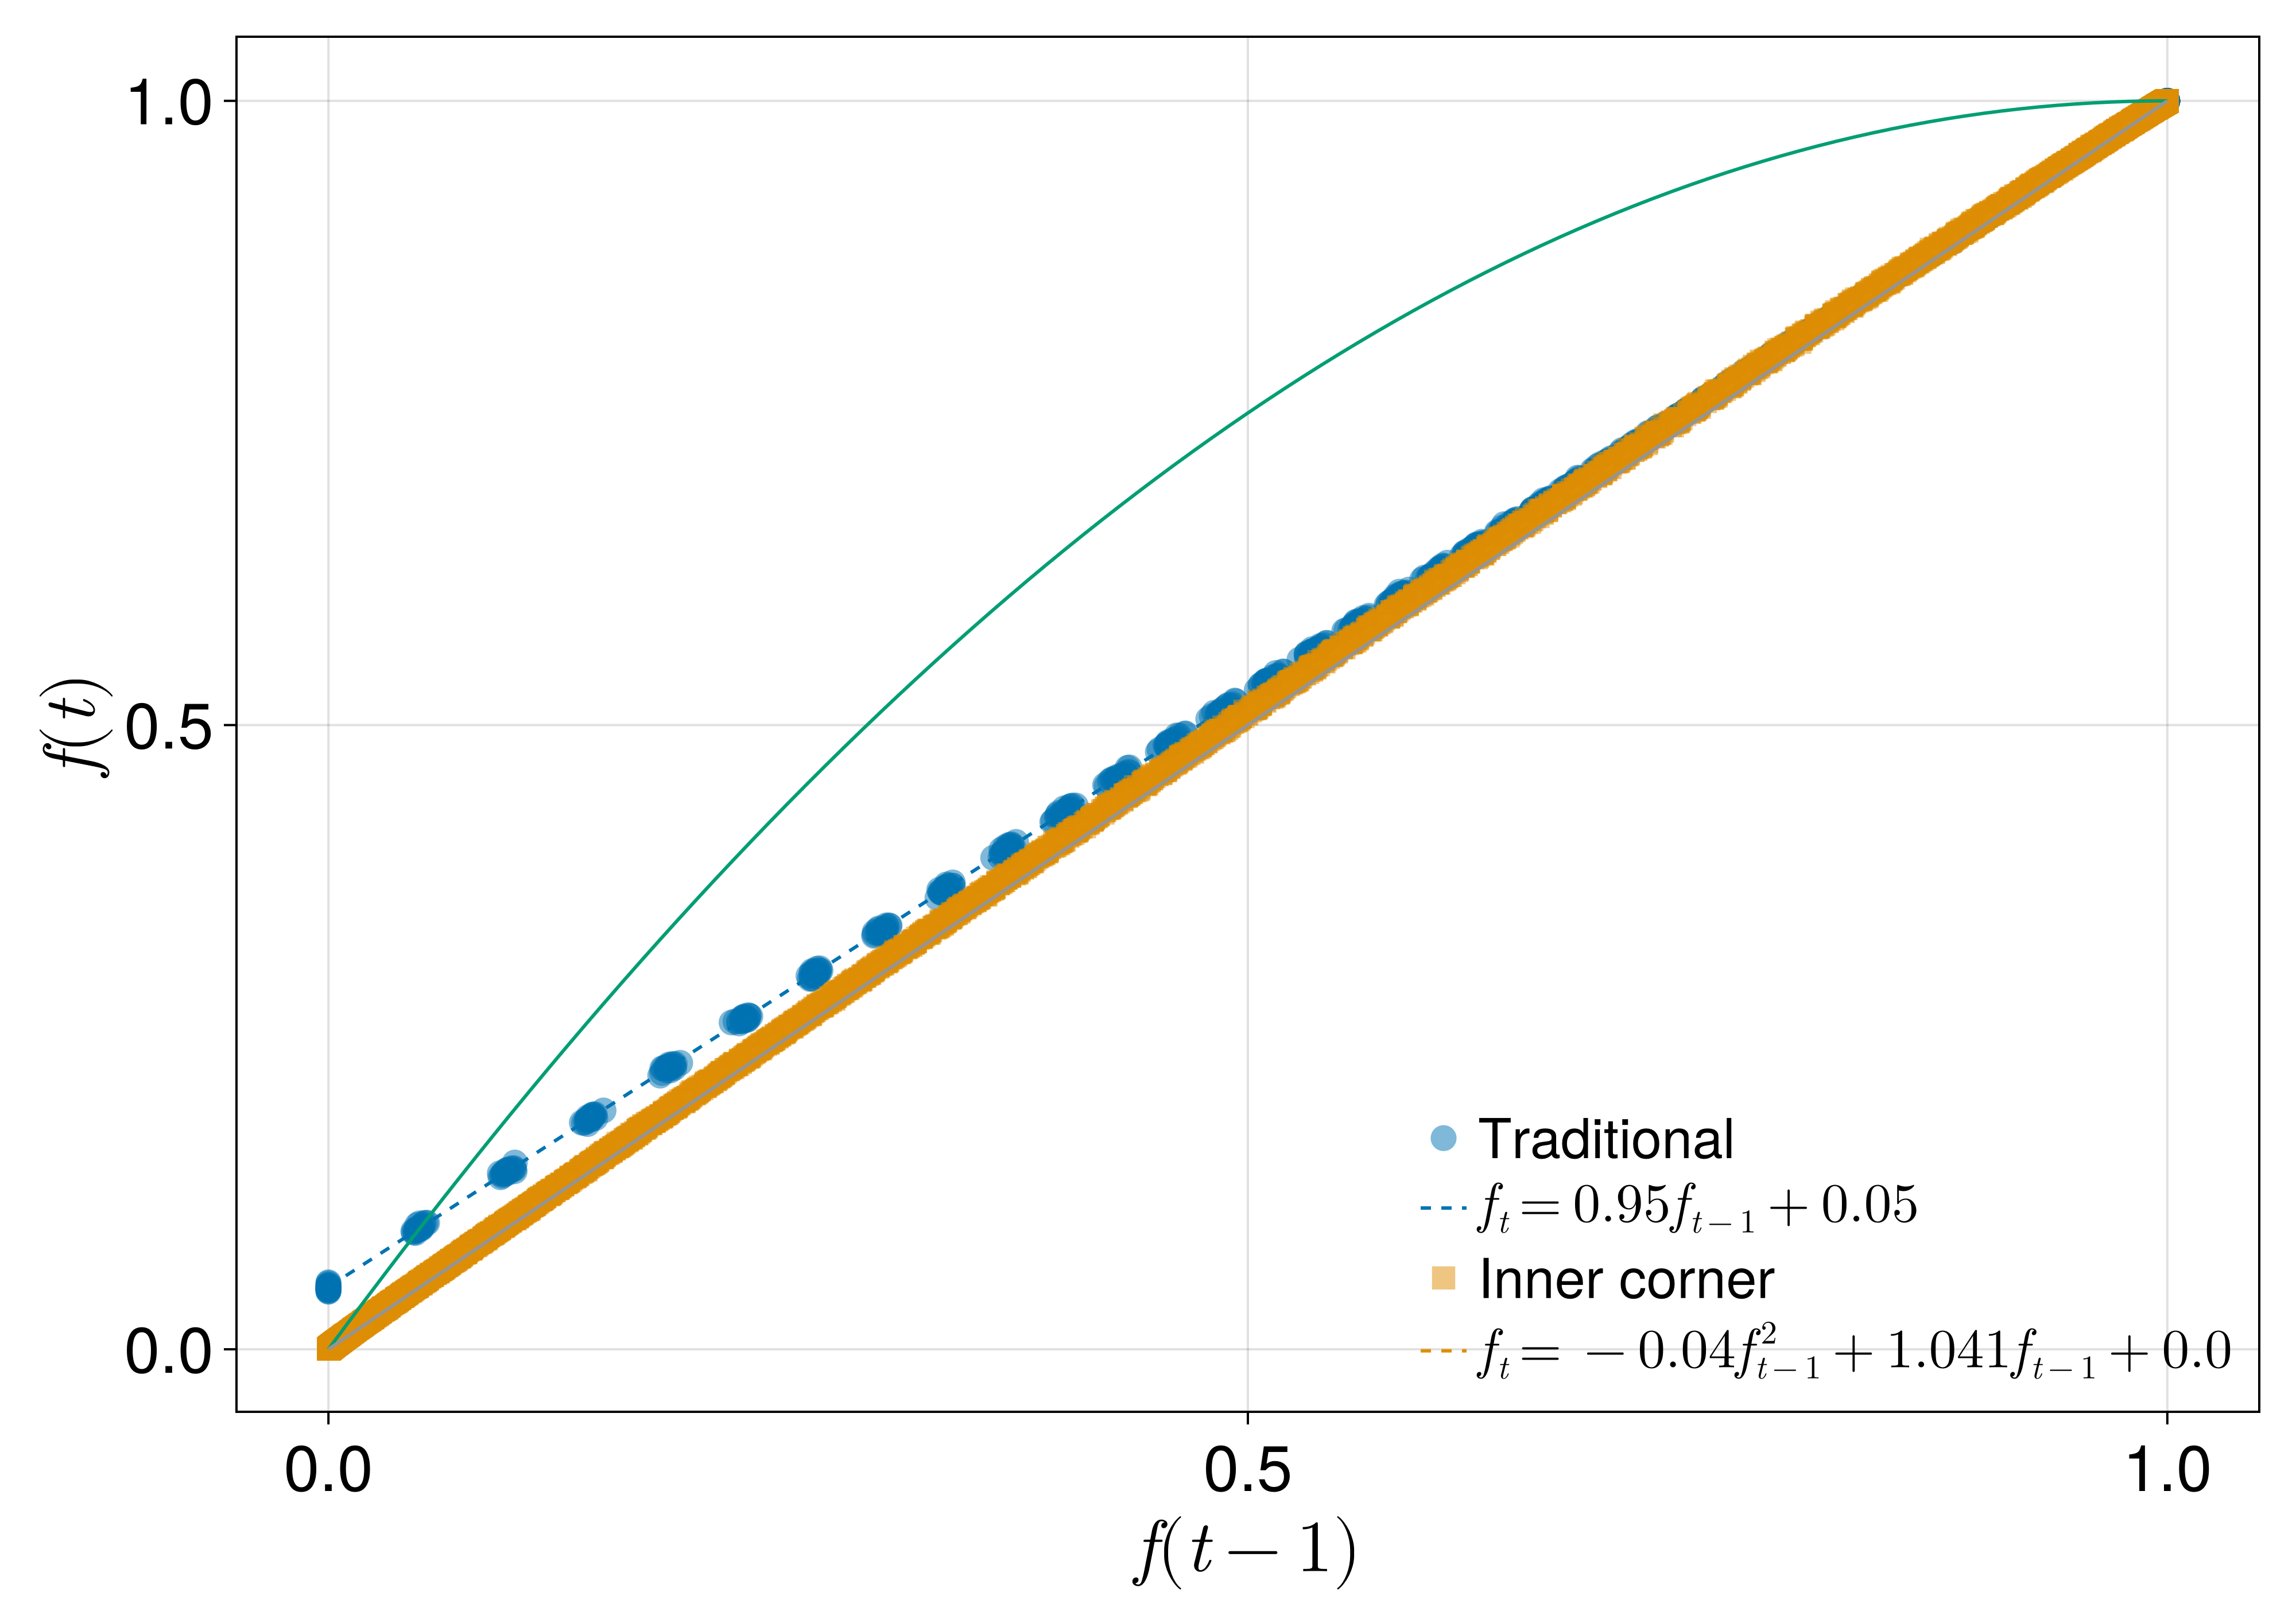 1.0
0.5
0.0
f(t)
Traditional
f_t = 0.95f_{t-1} + 0.05
Inner corner
f_t = -0.04f_{t-1}^2 + 1.041f_{t-1} + 0.0
0.0
0.5
1.0
f(t-1)